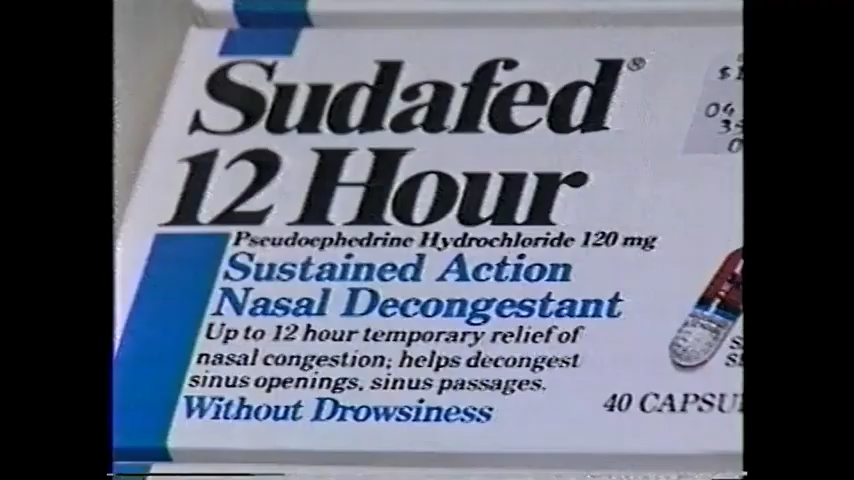 Sudafed®
12 Hour
Pseudoephedrine Hydrochloride 120 mg
Sustained Action
Nasal Decongestant
Up to 12 hour temporary relief of
nasal congestion; helps decongest
sinus openings, sinus passages.
Without Drowsiness
40